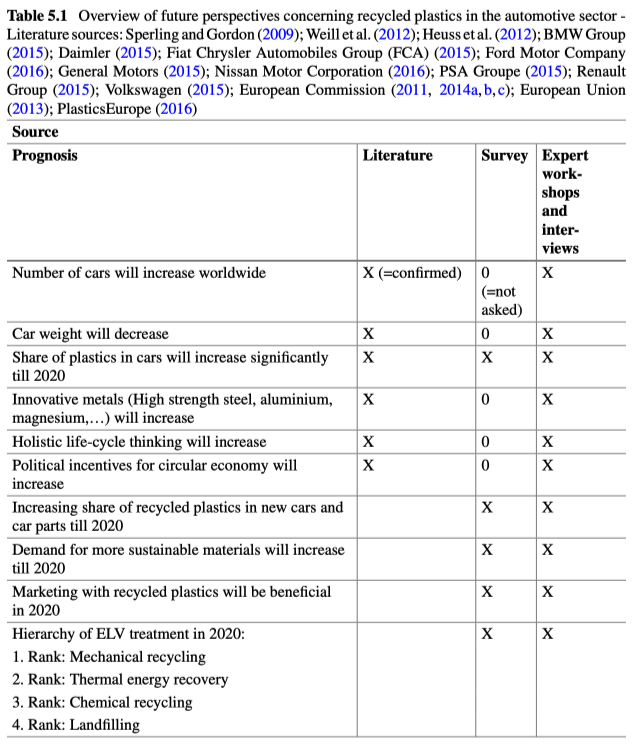 Table 5.1 Overview of future perspectives concerning recycled plastics in the automotive sector -
Literature sources: Sperling and Gordon (2009); Weill et al. (2012); Heuss et al. (2012); BMW Group
(2015); Daimler (2015); Fiat Chrysler Automobiles Group (FCA) (2015); Ford Motor Company
(2016); General Motors (2015); Nissan Motor Corporation (2016); PSA Groupe (2015); Renault
Group (2015); Volkswagen (2015); European Commission (2011, 2014a, b, c); European Union
(2013); PlasticsEurope (2016)
Source
Prognosis Literature Survey Expert
work-
shops
and
inter-
views
Number of cars will increase worldwide X (=confirmed) 0 X
(=not
asked)
Car weight will decrease X 0 X
Share of plastics in cars will increase significantly X X X
till 2020
Innovative metals (High strength steel, aluminium, X 0 X
magnesium,…) will increase
Holistic life-cycle thinking will increase X 0 X
Political incentives for circular economy will X 0 X
increase
Increasing share of recycled plastics in new cars and X X
car parts till 2020
Demand for more sustainable materials will increase X X
till 2020
Marketing with recycled plastics will be beneficial X X
in 2020
Hierarchy of ELV treatment in 2020: X X
1. Rank: Mechanical recycling
2. Rank: Thermal energy recovery
3. Rank: Chemical recycling
4. Rank: Landfilling